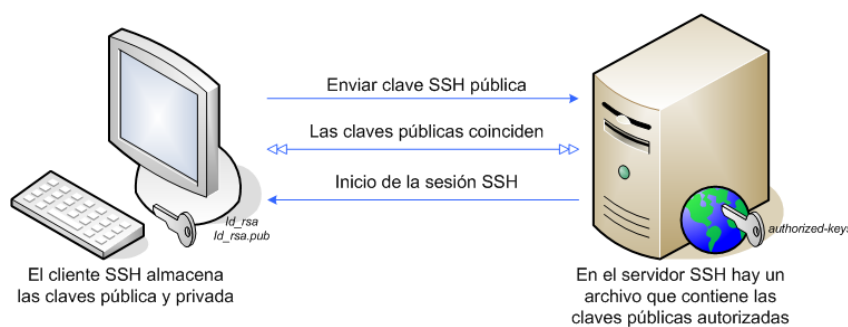 Enviar clave SSH pública
Las claves públicas coinciden
Inicio de la sesión SSH
Id_rsa
Id_rsa.pub
authorized-keys
El cliente SSH almacena
las claves pública y privada
En el servidor SSH hay un
archivo que contiene las
claves públicas autorizadas